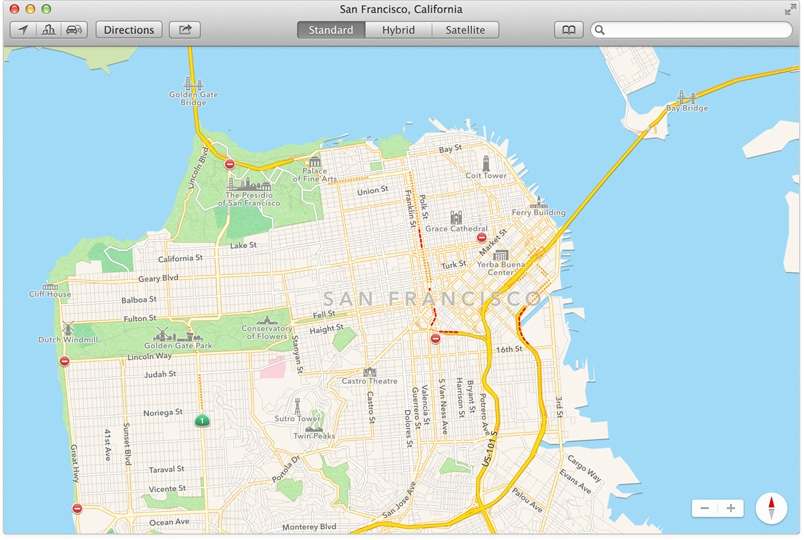 San Francisco, California
Directions
Standard
Hybrid
Satellite
Golden Gate
Bridge
Bay Bridge
Lincoln Blvd
Palace
of Fine Arts
Bay St
Coit Tower
The Presidio
of San Francisco
Union St
Franklin St
Polk St
Ferry Building
Grace Cathedral
Market St
Lake St
California St
Turk St
Yerba Buena
Center
Geary Blvd
Cliff House
Balboa St
SAN FRANCISCO
Fulton St
Fell St
Conservatory
of Flowers
Haight St
Dutch Windmill
Golden Gate Park
Stanyan St
Lincoln Way
16th St
Judah St
Castro Theatre
Noriega St
1
Sutro Tower
Twin Peaks
Castro St
Valencia St
Guerrero St
Dolores St
S Van Ness Ave
Harrison St
Bryant St
Potrero Ave
3rd St
US-101 S
Great Hwy
41st Ave
Sunset Blvd
Taraval St
Portola Dr
Vicente St
San Jose Ave
Cargo Way
Evans Ave
Palou Ave
Ocean Ave
Monterey Blvd